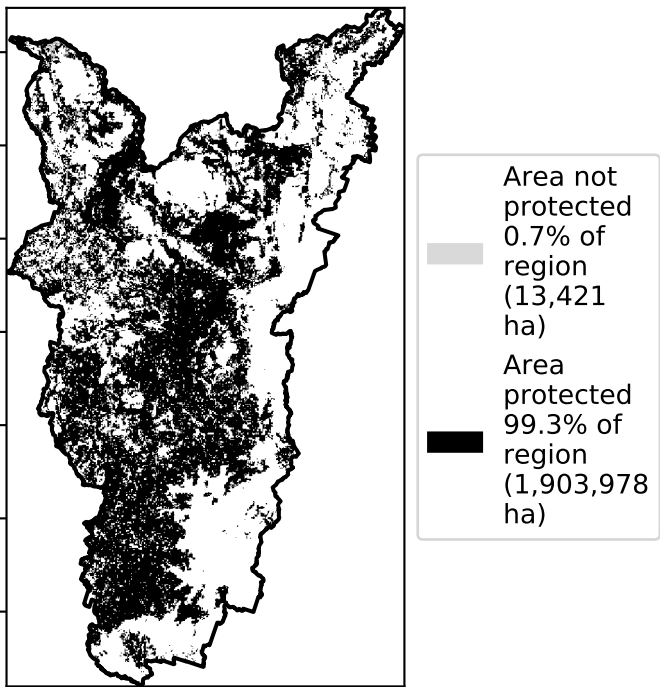 Area not
protected
0.7% of
region
(13,421
ha)
Area
protected
99.3% of
region
(1,903,978
ha)